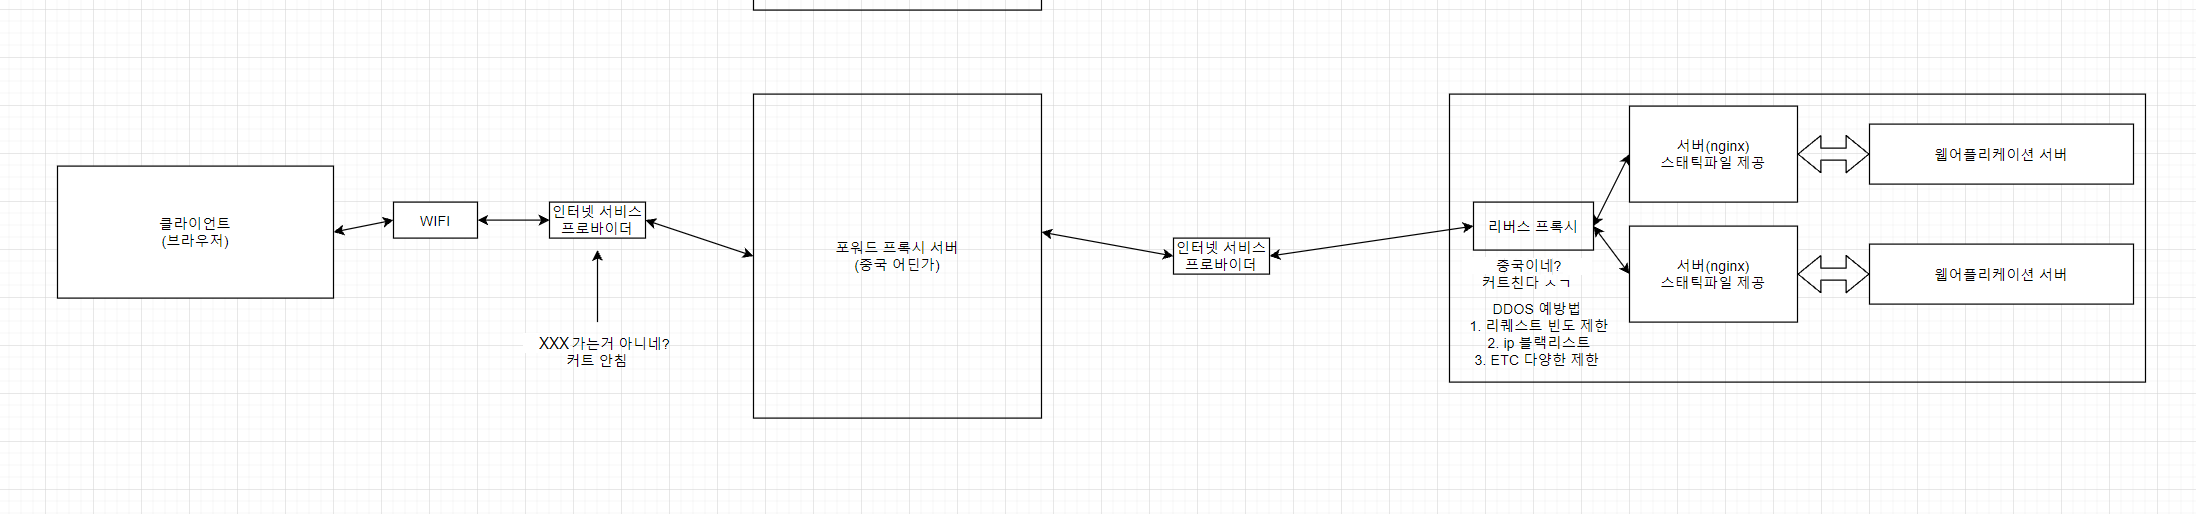 클라이언트
(브라우저)
WIFI
인터넷 서비스
프로바이더
XXX 가는거 아니네?
커트 안침
포워드 프록시 서버
(중국 어딘가)
인터넷 서비스
프로바이더
리버스 프록시
중국이네?
커트친다 ㅅㄱ
DDOS 예방법
1. 리퀘스트 빈도 제한
2. ip 블랙리스트
3. ETC 다양한 제한
서버(nginx)
스태틱파일 제공
웹어플리케이션 서버
서버(nginx)
스태틱파일 제공
웹어플리케이션 서버